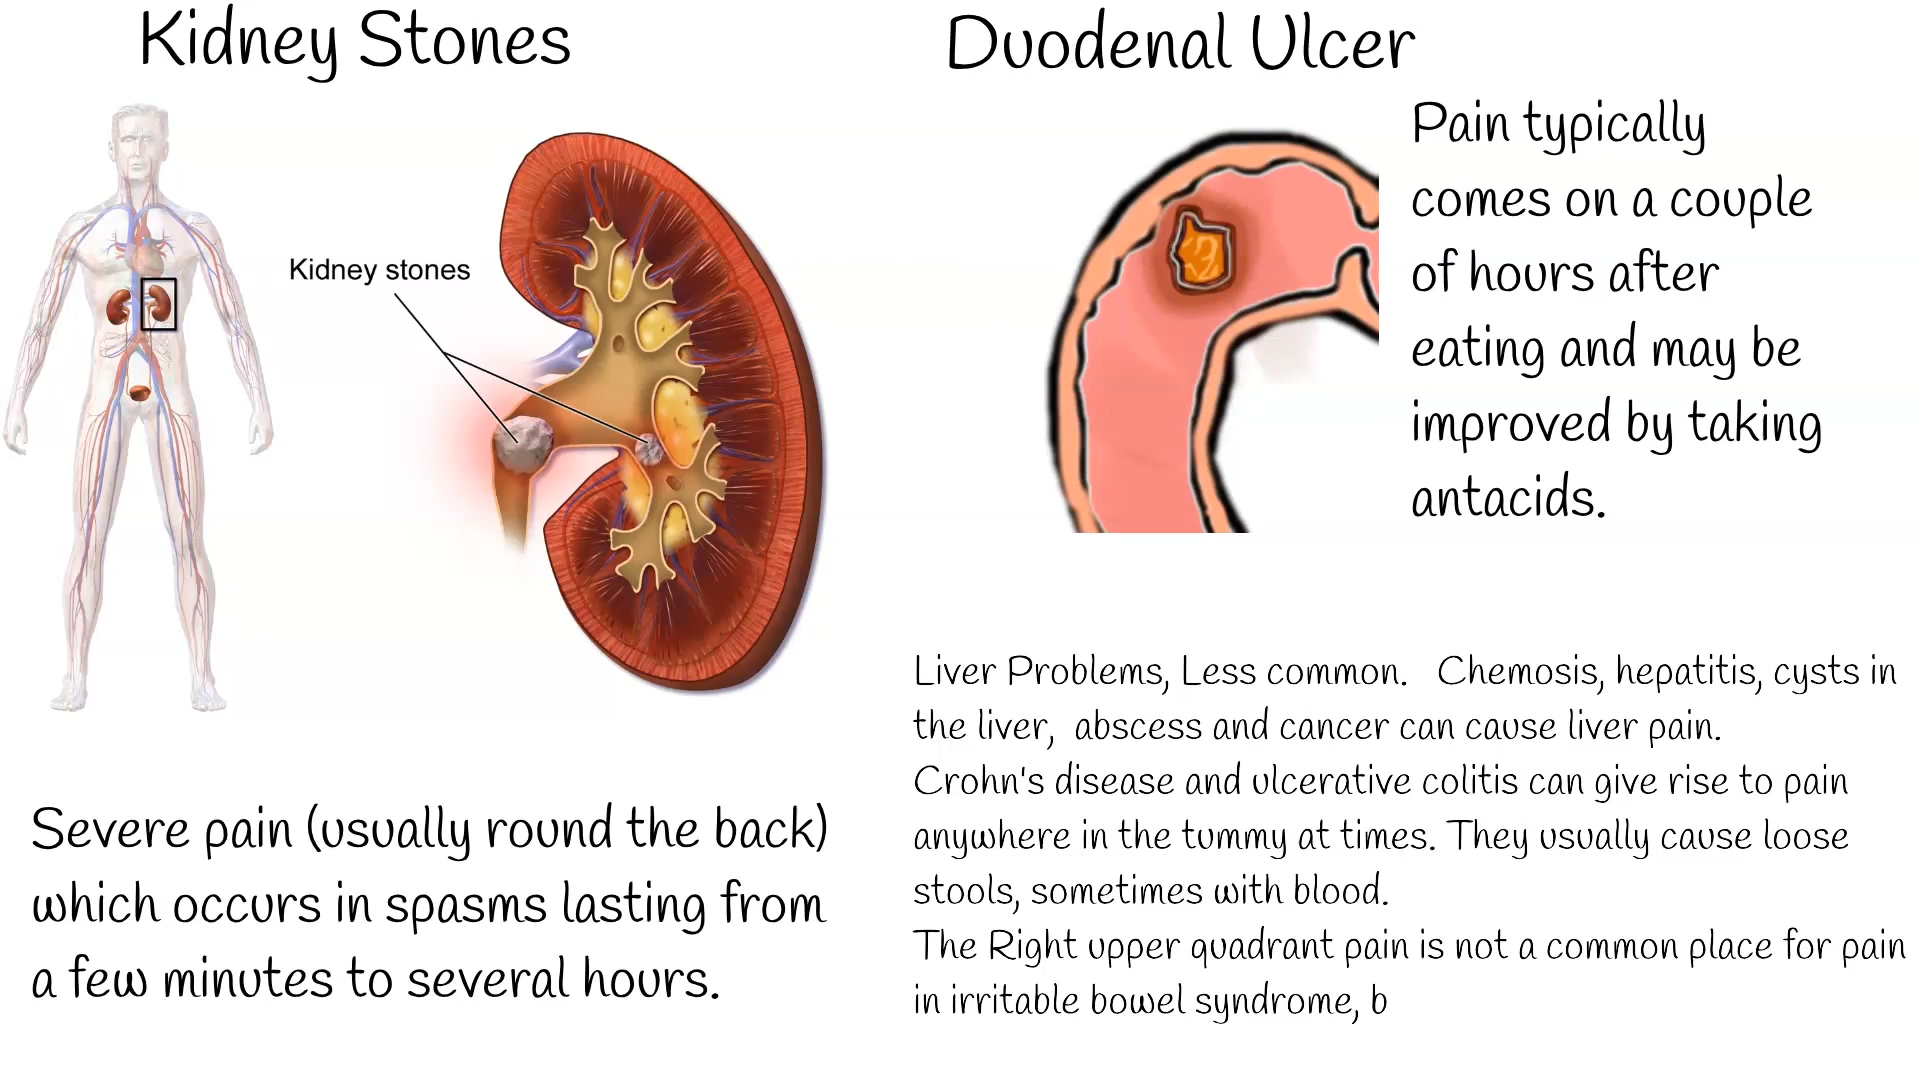 Kidney Stones
Kidney stones
Severe pain (usually round the back)
which occurs in spasms lasting from
a few minutes to several hours.
Duodenal Ulcer
Pain typically
comes on a couple
of hours after
eating and may be
improved by taking
antacids.
Liver Problems, Less common. Chemosis, hepatitis, cysts in
the liver, abscess and cancer can cause liver pain.
Crohn's disease and ulcerative colitis can give rise to pain
anywhere in the tummy at times. They usually cause loose
stools, sometimes with blood.
The Right upper quadrant pain is not a common place for pain
in irritable bowel syndrome, b